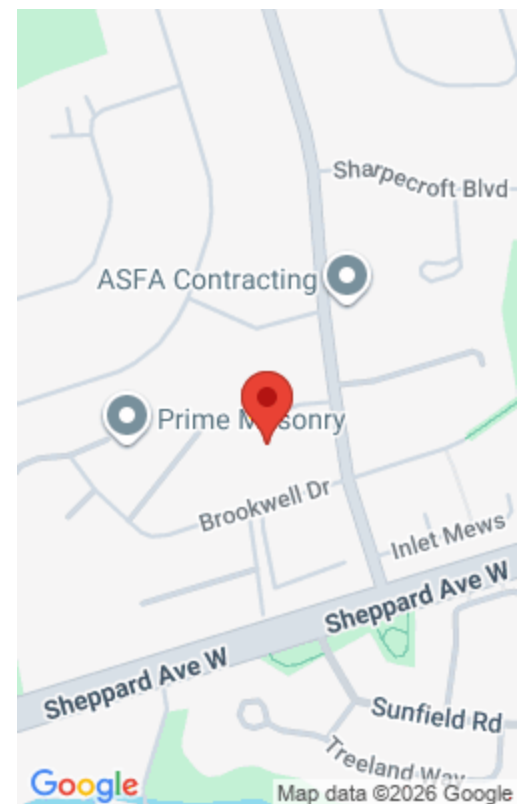 Sharpecroft Blvd
ASFA Contracting
Prime Masonry
Brookwell Dr
Inlet Mews
Sheppard Ave W
Sheppard Ave W
Sunfield Rd
Treeland Way
Google
Map data ©2026 Google